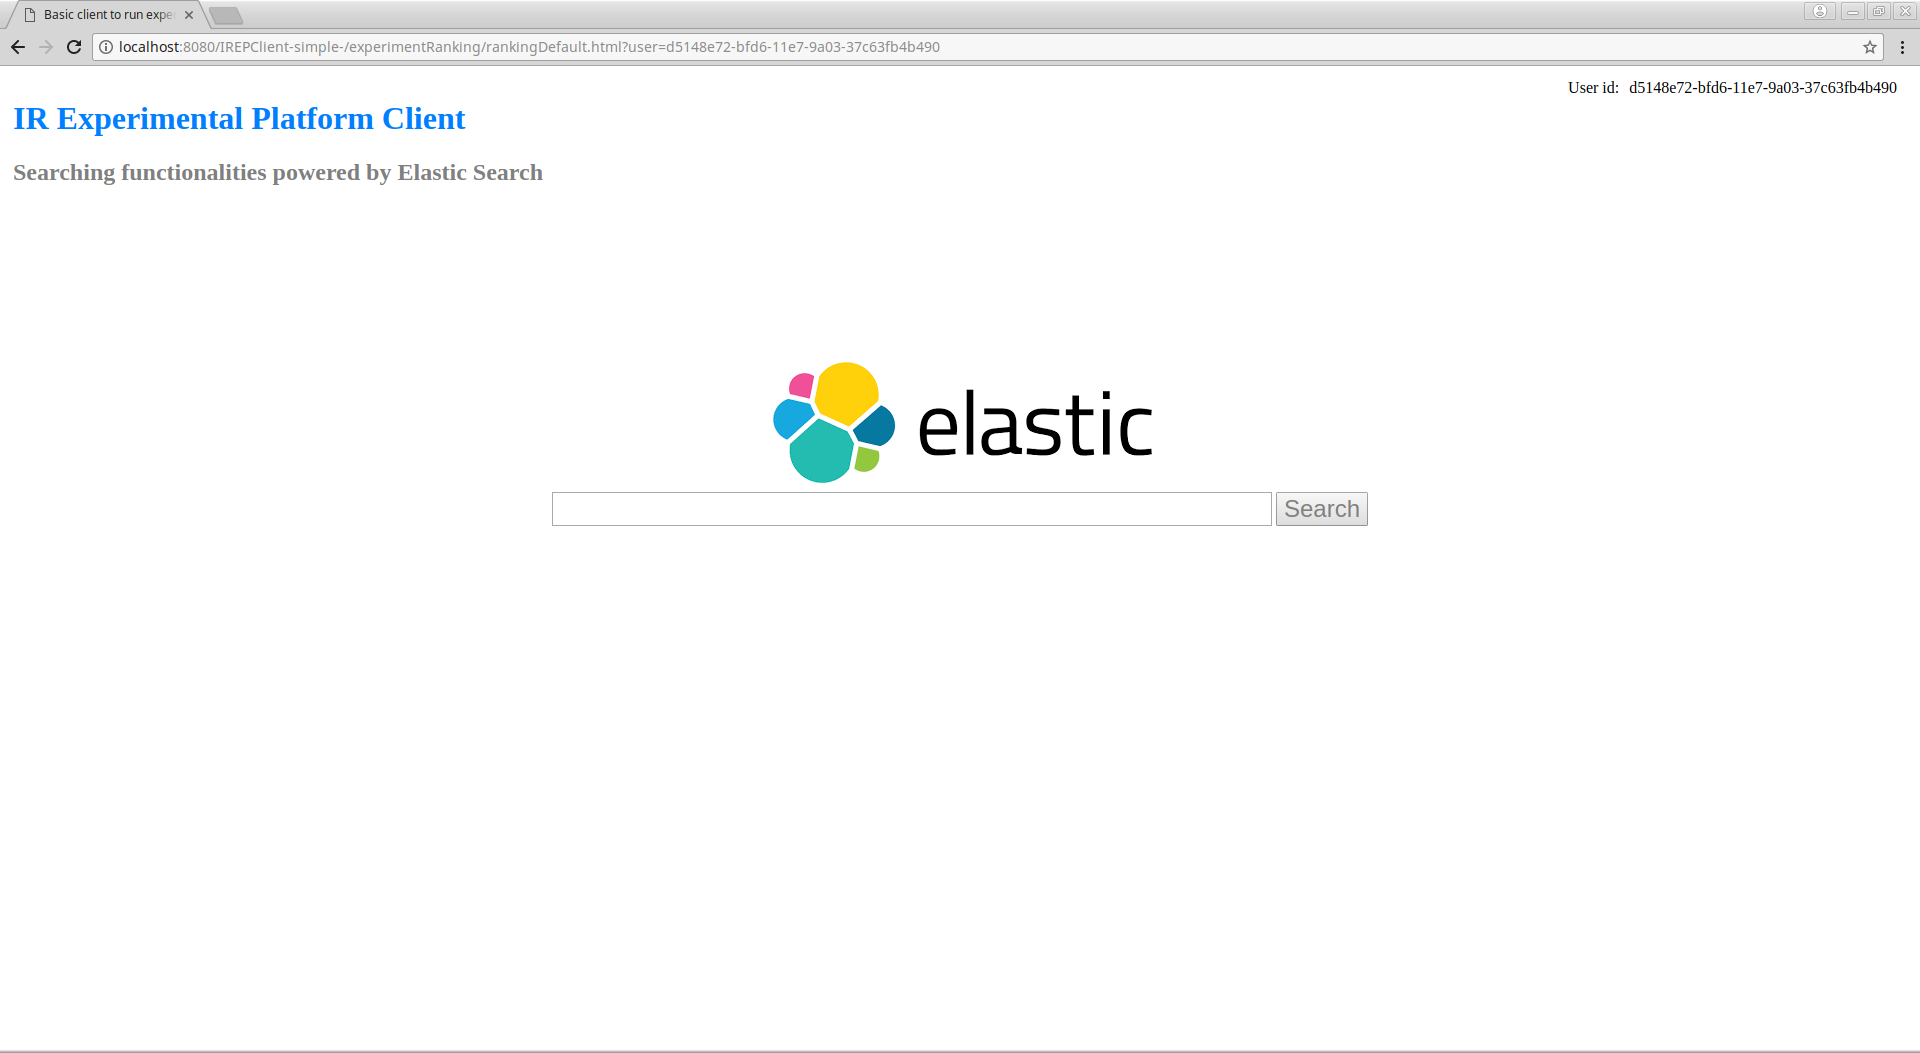 Basic client to run expe
localhost:8080/IREPClient-simple-/experimentRanking/rankingDefault.html?user=d5148e72-bfd6-11e7-9a03-37c63fb4b490
User id: d5148e72-bfd6-11e7-9a03-37c63fb4b490
IR Experimental Platform Client
Searching functionalities powered by Elastic Search
elastic
Search